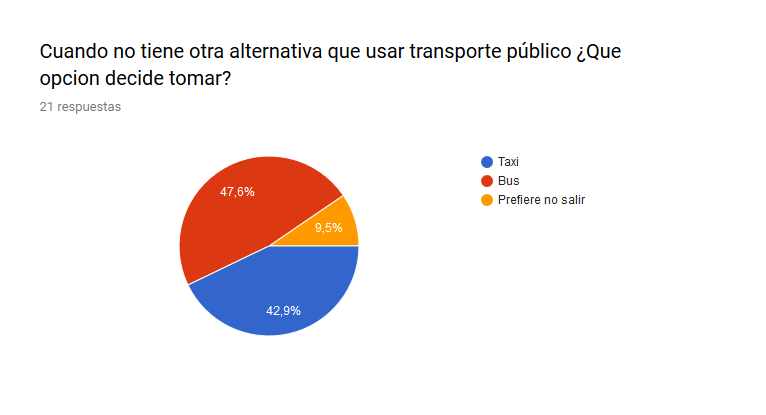 Cuando no tiene otra alternativa que usar transporte público ¿Que
opcion decide tomar?
21 respuestas
Taxi
Bus
Prefiere no salir
47,6%
9,5%
42,9%